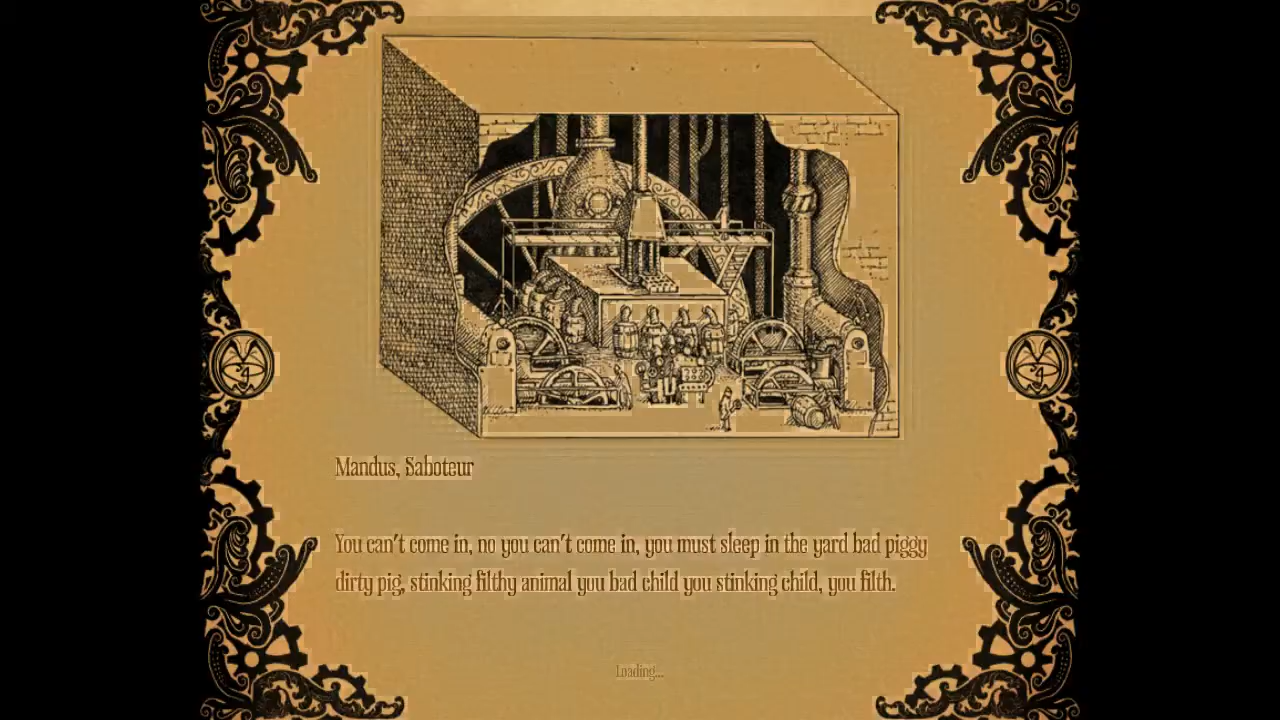 Mandus, Saboteur
You can't come in, no you can't come in, you must sleep in the yard bad piggy
dirty pig, stinking filthy animal you bad child you stinking child, you filth.
Loading...